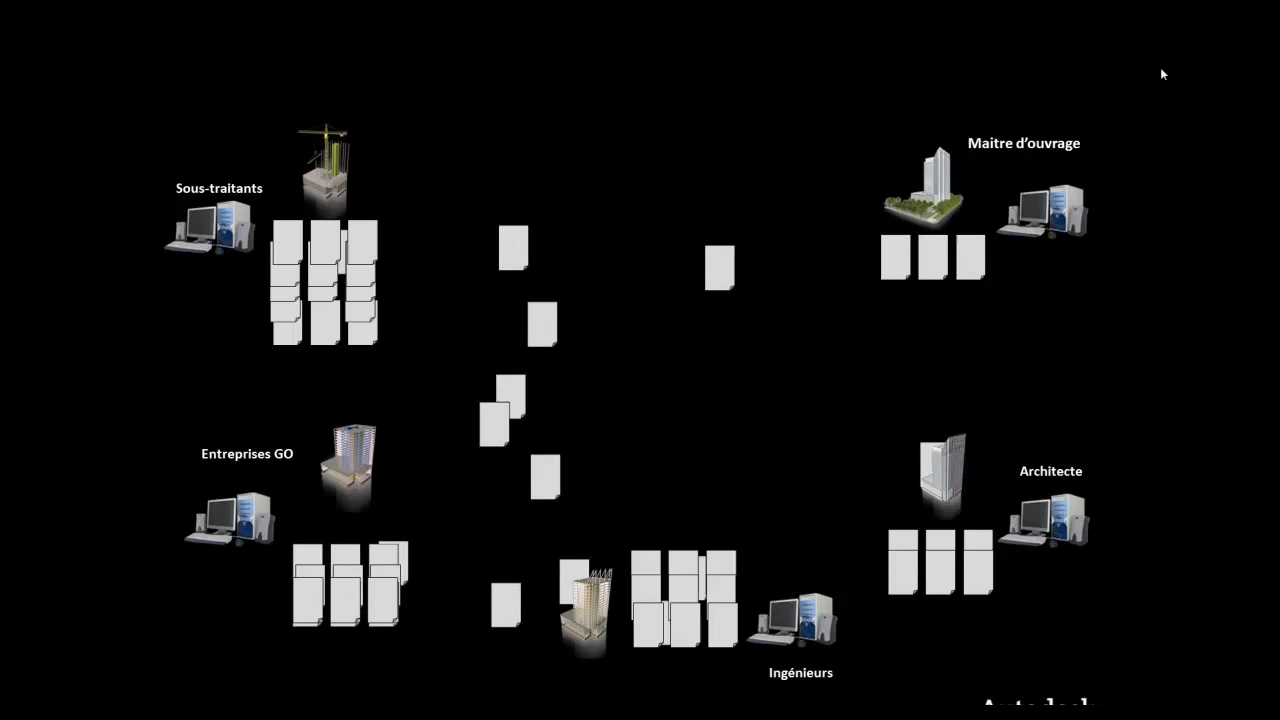 Maitre d'ouvrage
Sous-traitants
Entreprises GO
Architecte
Ingénieurs